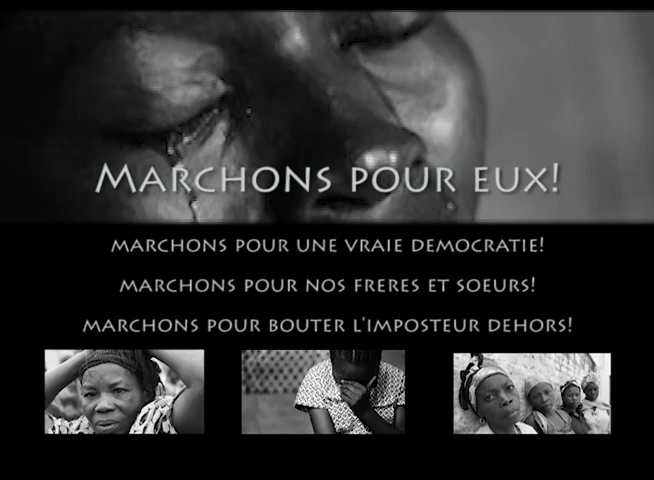 MARCHONS POUR EUX!
MARCHONS POUR UNE VRAIE DEMOCRATIE!
MARCHONS POUR NOS FRERES ET SOEURS!
MARCHONS POUR BOUTER L'IMPOSTEUR DEHORS!